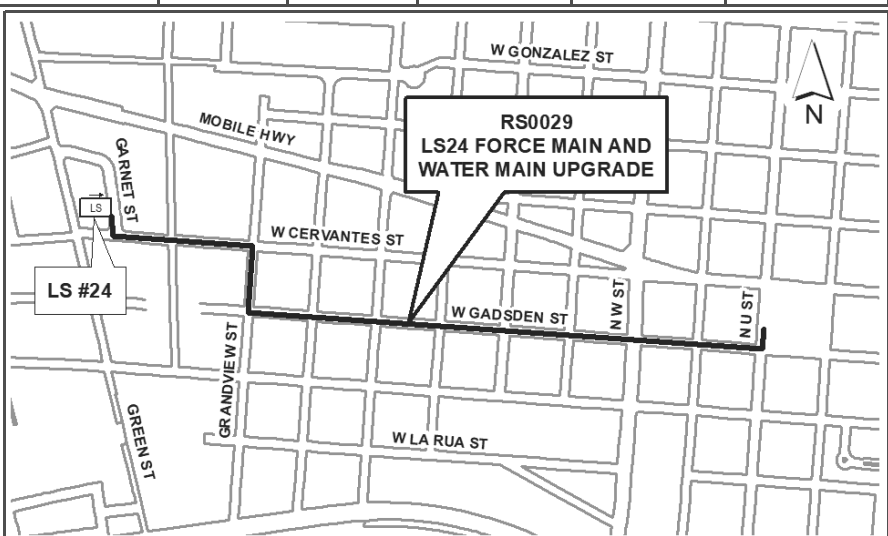 W GONZALEZ ST
MOBILE HWY
RS0029
LS24 FORCE MAIN AND
WATER MAIN UPGRADE
N
GARNET ST
LS
W CERVANTES ST
LS #24
W GADSDEN ST
N W ST
N U ST
GRANDVIEW ST
GREEN ST
W LA RUA ST